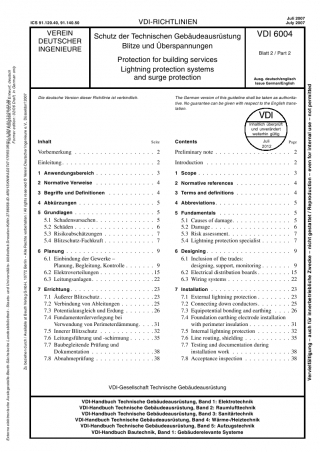 ICS 91.120.40, 91.140.50
VDI-RICHTLINIEN
Juli 2007
July 2007
VEREIN
DEUTSCHER
INGENIEURE
Schutz der Technischen Gebäudeausrüstung
Blitze und Überspannungen
Protection for building services
Lightning protection systems
and surge protection
VDI 6004
Blatt 2 / Part 2
Ausg. deutsch/englisch
Issue German/English
Die deutsche Version dieser Richtlinie ist verbindlich.
The German version of this guideline shall be taken as authoritative. No guarantee can be given with respect to the English translation.
VDI
Inhaltlich überprüft
und unverändert
weiterhin gültig
Juli
2013
Inhalt Seite
Vorbemerkung 2
Einleitung 2
1 Anwendungsbereich 3
2 Normative Verweise 4
3 Begriffe und Definitionen 4
4 Abkürzungen 5
5 Grundlagen 5
5.1 Schadensursachen 5
5.2 Schäden 6
5.3 Risikoabschätzung 7
5.4 Blitzschutz-Fachkraft 7
6 Planung 9
6.1 Einbindung der Gewerke –
Planung, Begleitung, Kontrolle 9
6.2 Elektroverteilungen 15
6.3 Leitungsanlagen 22
7 Errichtung 23
7.1 Äußerer Blitzschutz 23
7.2 Verbindung von Ableitungen 25
7.3 Potentialausgleich und Erdung 26
7.4 Fundamenterderverlegung bei
Verwendung von Perimeterdämmung 31
7.5 Innerer Blitzschutz 32
7.6 Leitungsführung und -schirmung 35
7.7 Baubegleitende Prüfung und
Dokumentation 38
7.8 Abnahmeprüfung 38
Contents Page
Preliminary note 2
Introduction 2
1 Scope 3
2 Normative references 4
3 Terms and definitions 4
4 Abbreviations 5
5 Fundamentals 5
5.1 Causes of damage 5
5.2 Damage 6
5.3 Risk assessment 7
5.4 Lightning protection specialist 7
6 Designing 9
6.1 Inclusion of the trades:
designing, support, monitoring 9
6.2 Electrical distribution boards 15
6.3 Wiring systems 22
7 Installation 23
7.1 External lightning protection 23
7.2 Connecting down conductors 25
7.3 Equipotential bonding and earthing 26
7.4 Foundation earthing electrode installation
with perimeter insulation 31
7.5 Internal lightning protection 32
7.6 Line routing, shielding 35
7.7 Testing and documentation during
installation work 38
7.8 Acceptance inspection 38
VDI-Gesellschaft Technische Gebäudeausrüstung
VDI-Handbuch Technische Gebäudeausrüstung, Band 1: Elektrotechnik
VDI-Handbuch Technische Gebäudeausrüstung, Band 2: Raumlufttechnik
VDI-Handbuch Technische Gebäudeausrüstung, Band 3: Sanitärtechnik
VDI-Handbuch Technische Gebäudeausrüstung, Band 4: Wärme-/Heiztechnik
VDI-Handbuch Technische Gebäudeausrüstung, Band 5: Aufzugstechnik
VDI-Handbuch Bautechnik, Band 1: Gebäuderelevante Systeme
Vervielfältigung – auch für innerbetriebliche Zwecke – nicht gestattet / Reproduction – even for internal use – not permitted